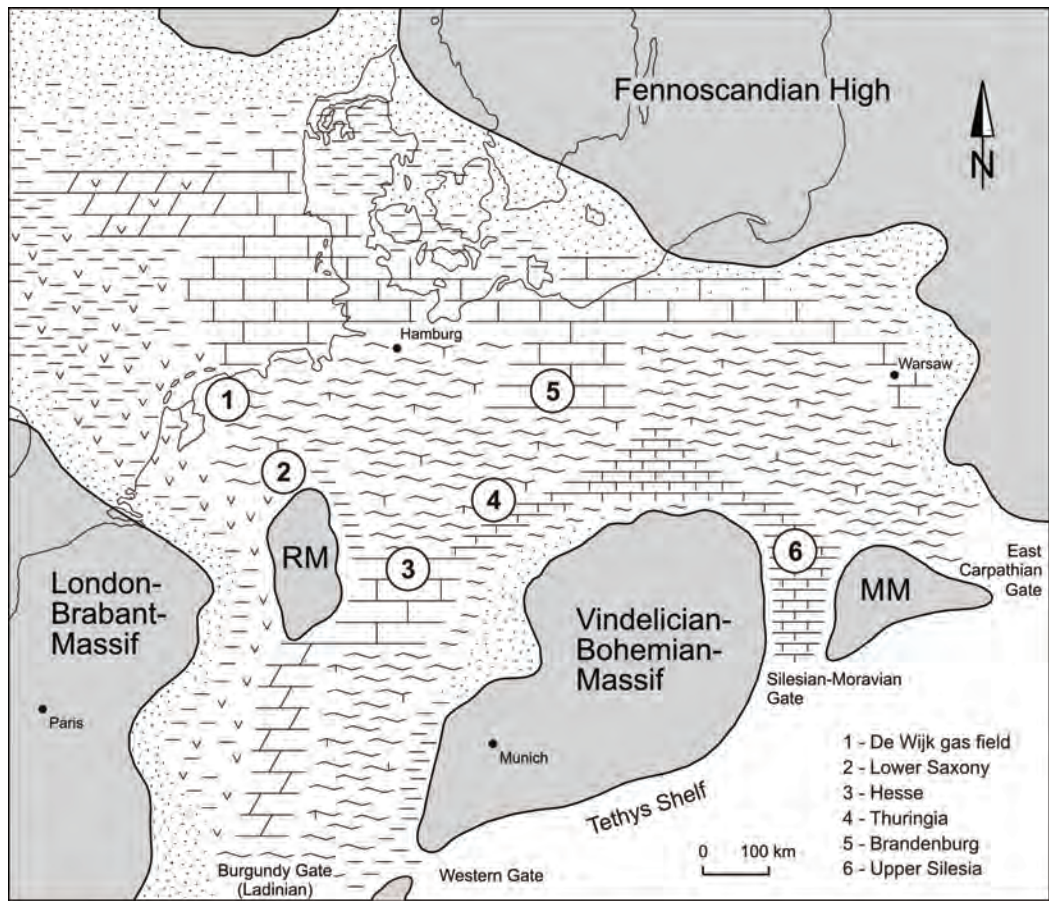 Fennoscandian High
N
Hamburg
Warsaw
1
5
2
4
6
3
RM
MM
East
Carpathian
Gate
London-
Brabant-
Massif
Vindelician-
Bohemian-
Massif
Silesian-Moravian
Gate
Paris
Munich
Tethys Shelf
0 100 km
Burgundy Gate
(Ladinian)
Western Gate
1 - De Wijk gas field
2 - Lower Saxony
3 - Hesse
4 - Thuringia
5 - Brandenburg
6 - Upper Silesia